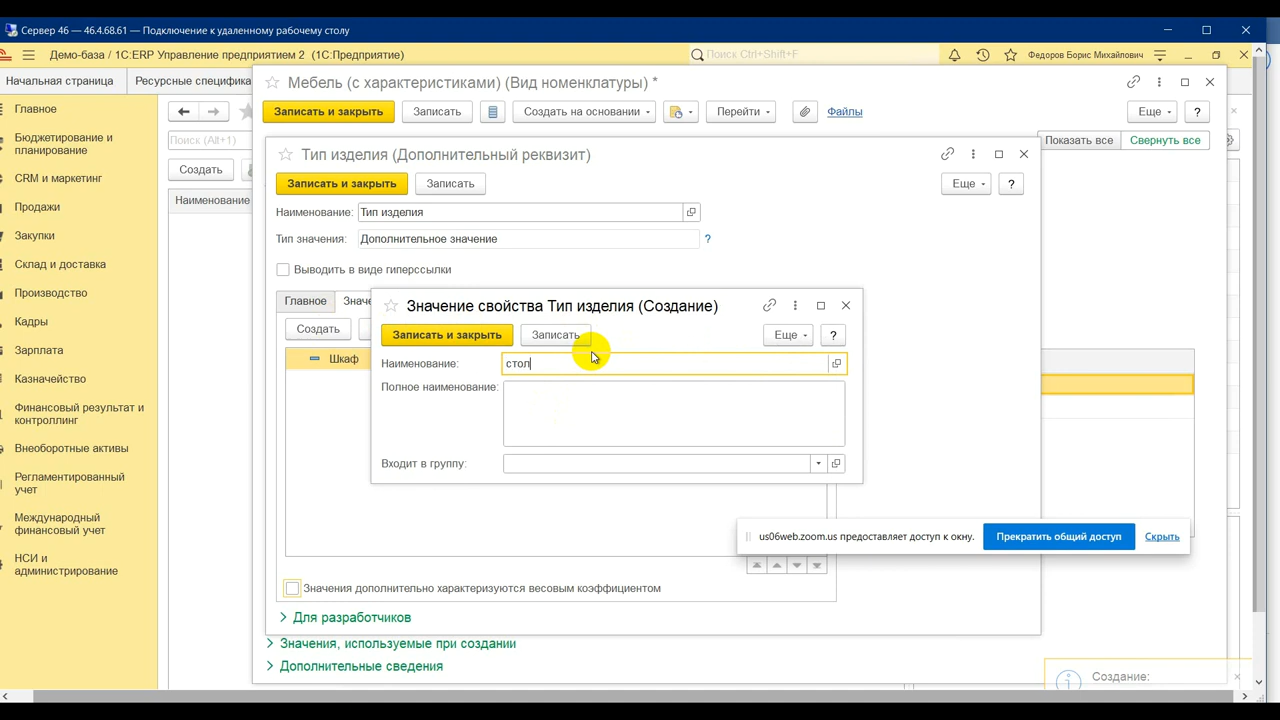 Сервер 46 — 46.4.68.61 — Подключение к удаленному рабочему столу
Демо-база / 1С:ERP Управление предприятием 2 (1С:Предприятие)
Поиск Ctrl+Shift+F
Федоров Борис Михайлович
Начальная страница
Ресурсные специфика
Мебель (с характеристиками) (Вид номенклатуры) *
Записать и закрыть
Записать
Создать на основании
Перейти
Файлы
Еще
?
Поиск (Alt+1)
Показать все
Свернуть все
Создать
Наименование
Главное
Бюджетирование и
планирование
CRM и маркетинг
Продажи
Закупки
Склад и доставка
Производство
Кадры
Зарплата
Казначейство
Финансовый результат и
контроллинг
Внеоборотные активы
Регламентированный
учет
Международный
финансовый учет
НСИ и
администрирование
Тип изделия (Дополнительный реквизит)
Записать и закрыть
Записать
Еще
?
Наименование:
Тип изделия
Тип значения:
Дополнительное значение
?
Выводить в виде гиперссылки
Главное
Знач
Создать
Шкаф
Значение свойства Тип изделия (Создание)
Записать и закрыть
Записать
Еще
?
Наименование:
стол
Полное наименование:
Входит в группу:
us06web.zoom.us предоставляет доступ к окну.
Прекратить общий доступ
Скрыть
Значения дополнительно характеризуются весовым коэффициентом
Для разработчиков
Значения, используемые при создании
Дополнительные сведения
Создание: